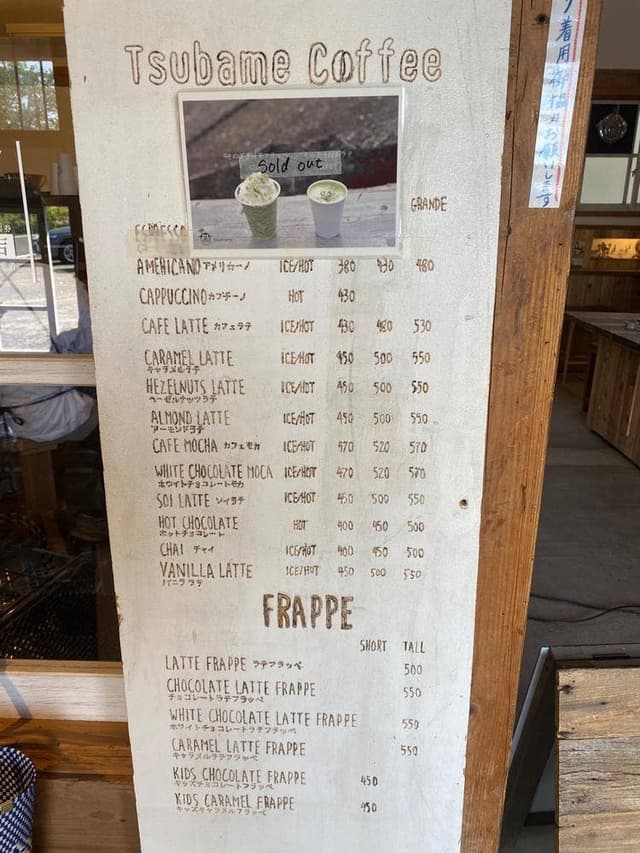 Tsubame Coffee
着用御協力お願いします
Sold out
GRANDE
ESPRESSO
AMERICANO アメリカーノ ICE/HOT 380 430 480
CAPPUCCINO カプチーノ HOT 430
CAFE LATTE カフェラテ ICE/HOT 430 480 530
CARAMEL LATTE ICE/HOT 450 500 550
キャラメルラテ
HEZELNUTS LATTE ICE/HOT 450 500 550
ヘーゼルナッツラテ
ALMOND LATTE ICE/HOT 450 500 550
アーモンドラテ
CAFE MOCHA カフェモカ ICE/HOT 470 520 570
WHITE CHOCOLATE MOCA ICE/HOT 470 520 570
ホワイトチョコレートモカ
SOI LATTE ソイラテ ICE/HOT 450 500 550
HOT CHOCOLATE HOT 400 450 500
ホットチョコレート
CHAI チャイ ICE/HOT 400 450 500
VANILLA LATTE ICE/HOT 450 500 550
バニララテ
FRAPPE
SHORT TALL
LATTE FRAPPE ラテフラッペ 500
CHOCOLATE LATTE FRAPPE 550
チョコレートラテフラッペ
WHITE CHOCOLATE LATTE FRAPPE 550
ホワイトチョコレートラテフラッペ
CARAMEL LATTE FRAPPE 550
キャラメルラテフラッペ
KIDS CHOCOLATE FRAPPE 450
キッズチョコレートフラッペ
KIDS CARAMEL FRAPPE 450
キッズキャラメルフラッペ